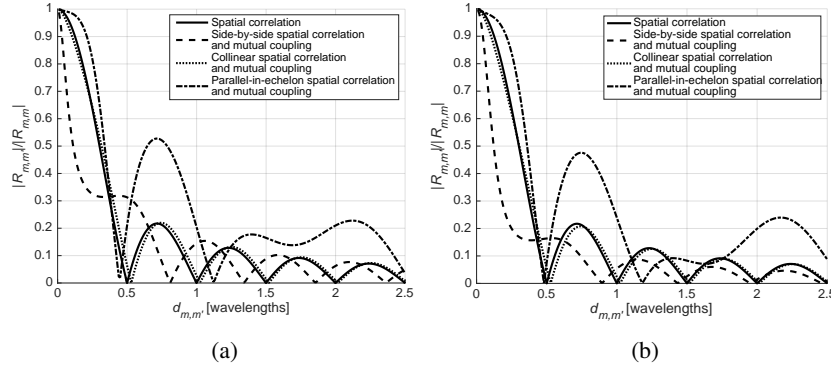 1
0.9
0.8
0.7
0.6
0.5
0.4
0.3
0.2
0.1
0
|R_{m,m'}|/|R_{m,m}|
Spatial correlation
Side-by-side spatial correlation
and mutual coupling
Collinear spatial correlation
and mutual coupling
Parallel-in-echelon spatial correlation
and mutual coupling
0 0.5 1.0 1.5 2.0 2.5
d_{m,m'} [wavelengths]
(a)
1
0.9
0.8
0.7
0.6
0.5
0.4
0.3
0.2
0.1
0
|R_{m,m'}|/|R_{m,m}|
Spatial correlation
Side-by-side spatial correlation
and mutual coupling
Collinear spatial correlation
and mutual coupling
Parallel-in-echelon spatial correlation
and mutual coupling
0 0.5 1.0 1.5 2.0 2.5
d_{m,m'} [wavelengths]
(b)